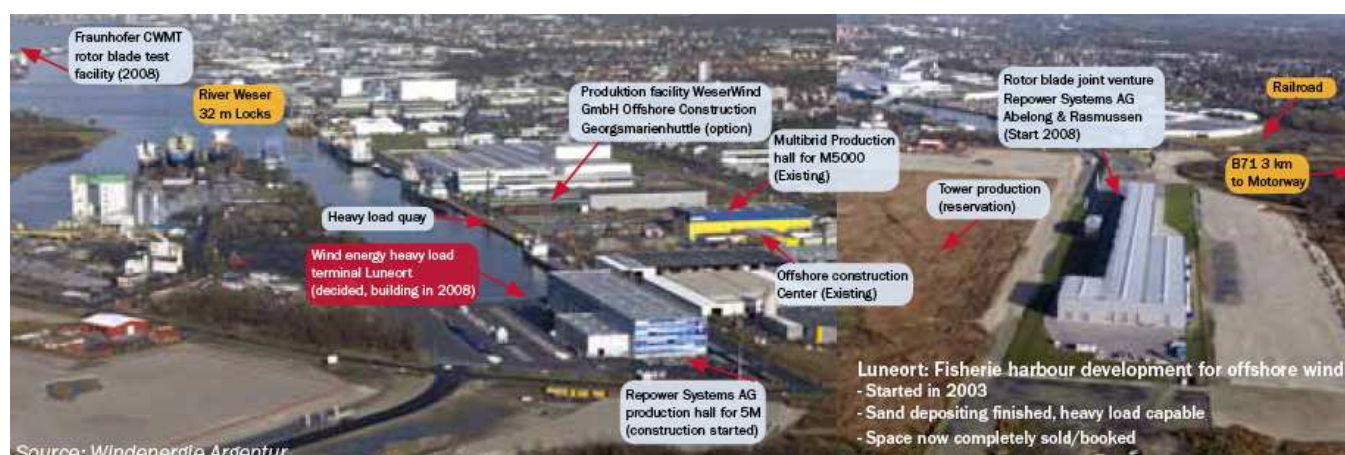 Fraunhofer CWMT
rotor blade test
facility (2008)
River Weser
32 m Locks
Produktion facility WeserWind
GmbH Offshore Construction
Georgsmarienhuttle (option)
Multibrid Production
hall for M5000
(Existing)
Heavy load quay
Wind energy heavy load
terminal Luneort
(decided, building in 2008)
Offshore construction
Center (Existing)
Repower Systems AG
production hall for 5M
(construction started)
Source: Windenergie Argentur
Rotor blade joint venture
Repower Systems AG
Abelong & Rasmussen
(Start 2008)
Railroad
B71 3 km
to Motorway
Tower production
(reservation)
Luneort: Fisherie harbour development for offshore wind
- Started in 2003
- Sand depositing finished, heavy load capable
- Space now completely sold/booked